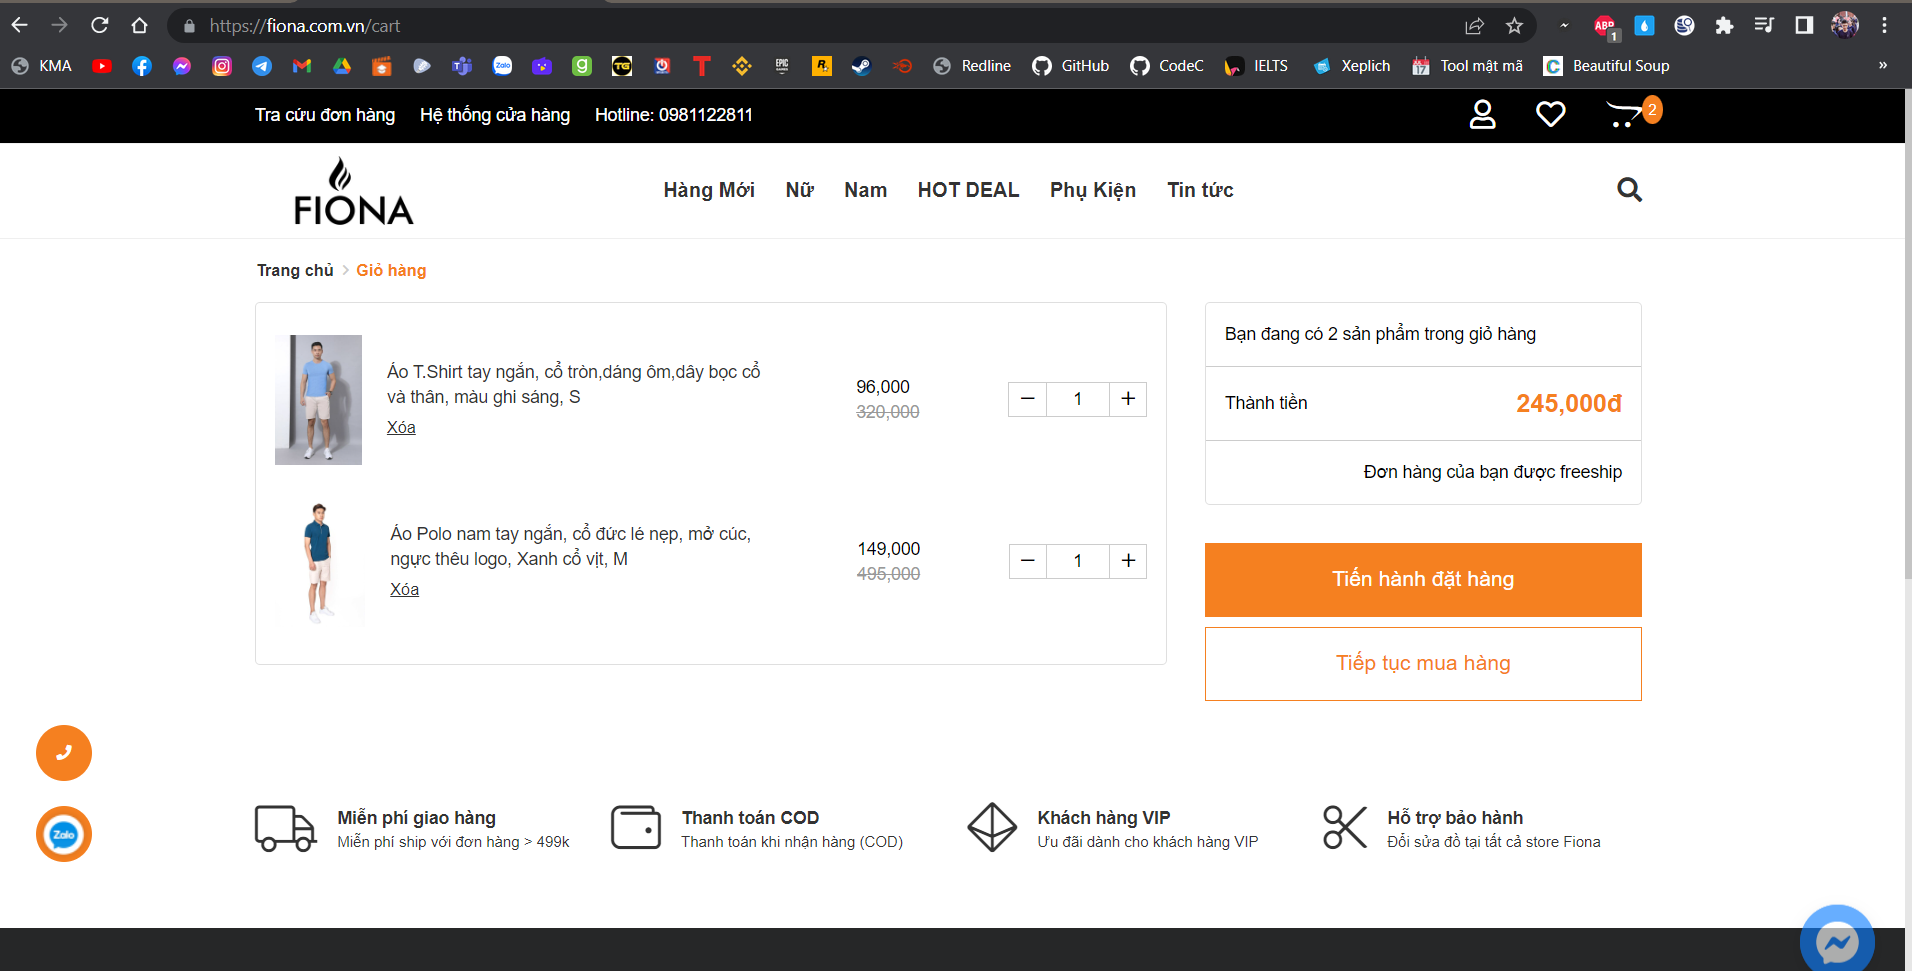 https://fiona.com.vn/cart
ABP
1
KMA
Zalo
g
TG
T
EPIC
R
Redline
GitHub
CodeC
IELTS
Xeplich
17
Tool mật mã
C
Beautiful Soup
»
Tra cứu đơn hàng
Hệ thống cửa hàng
Hotline: 0981122811
2
FIONA
Hàng Mới
Nữ
Nam
HOT DEAL
Phụ Kiện
Tin tức
Trang chủ > Giỏ hàng
Áo T.Shirt tay ngắn, cổ tròn,dáng ôm,dây bọc cổ
và thân, màu ghi sáng, S
Xóa
96,000
320,000
− 1 +
Áo Polo nam tay ngắn, cổ đức lé nẹp, mở cúc,
ngực thêu logo, Xanh cổ vịt, M
Xóa
149,000
495,000
− 1 +
Bạn đang có 2 sản phẩm trong giỏ hàng
Thành tiền
245,000đ
Đơn hàng của bạn được freeship
Tiến hành đặt hàng
Tiếp tục mua hàng
Zalo
Miễn phí giao hàng
Miễn phí ship với đơn hàng > 499k
Thanh toán COD
Thanh toán khi nhận hàng (COD)
Khách hàng VIP
Ưu đãi dành cho khách hàng VIP
Hỗ trợ bảo hành
Đổi sửa đồ tại tất cả store Fiona